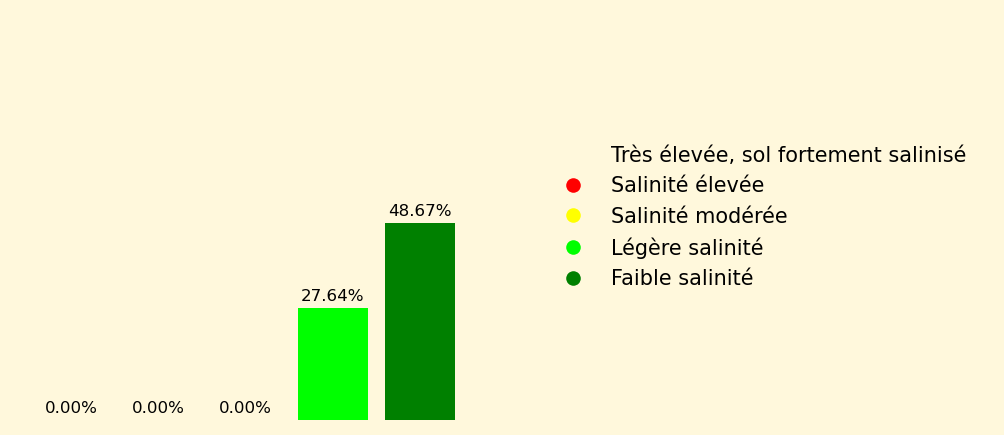 48.67%
27.64%
0.00%
0.00%
0.00%
Très élevée, sol fortement salinisé
Salinité élevée
Salinité modérée
Légère salinité
Faible salinité